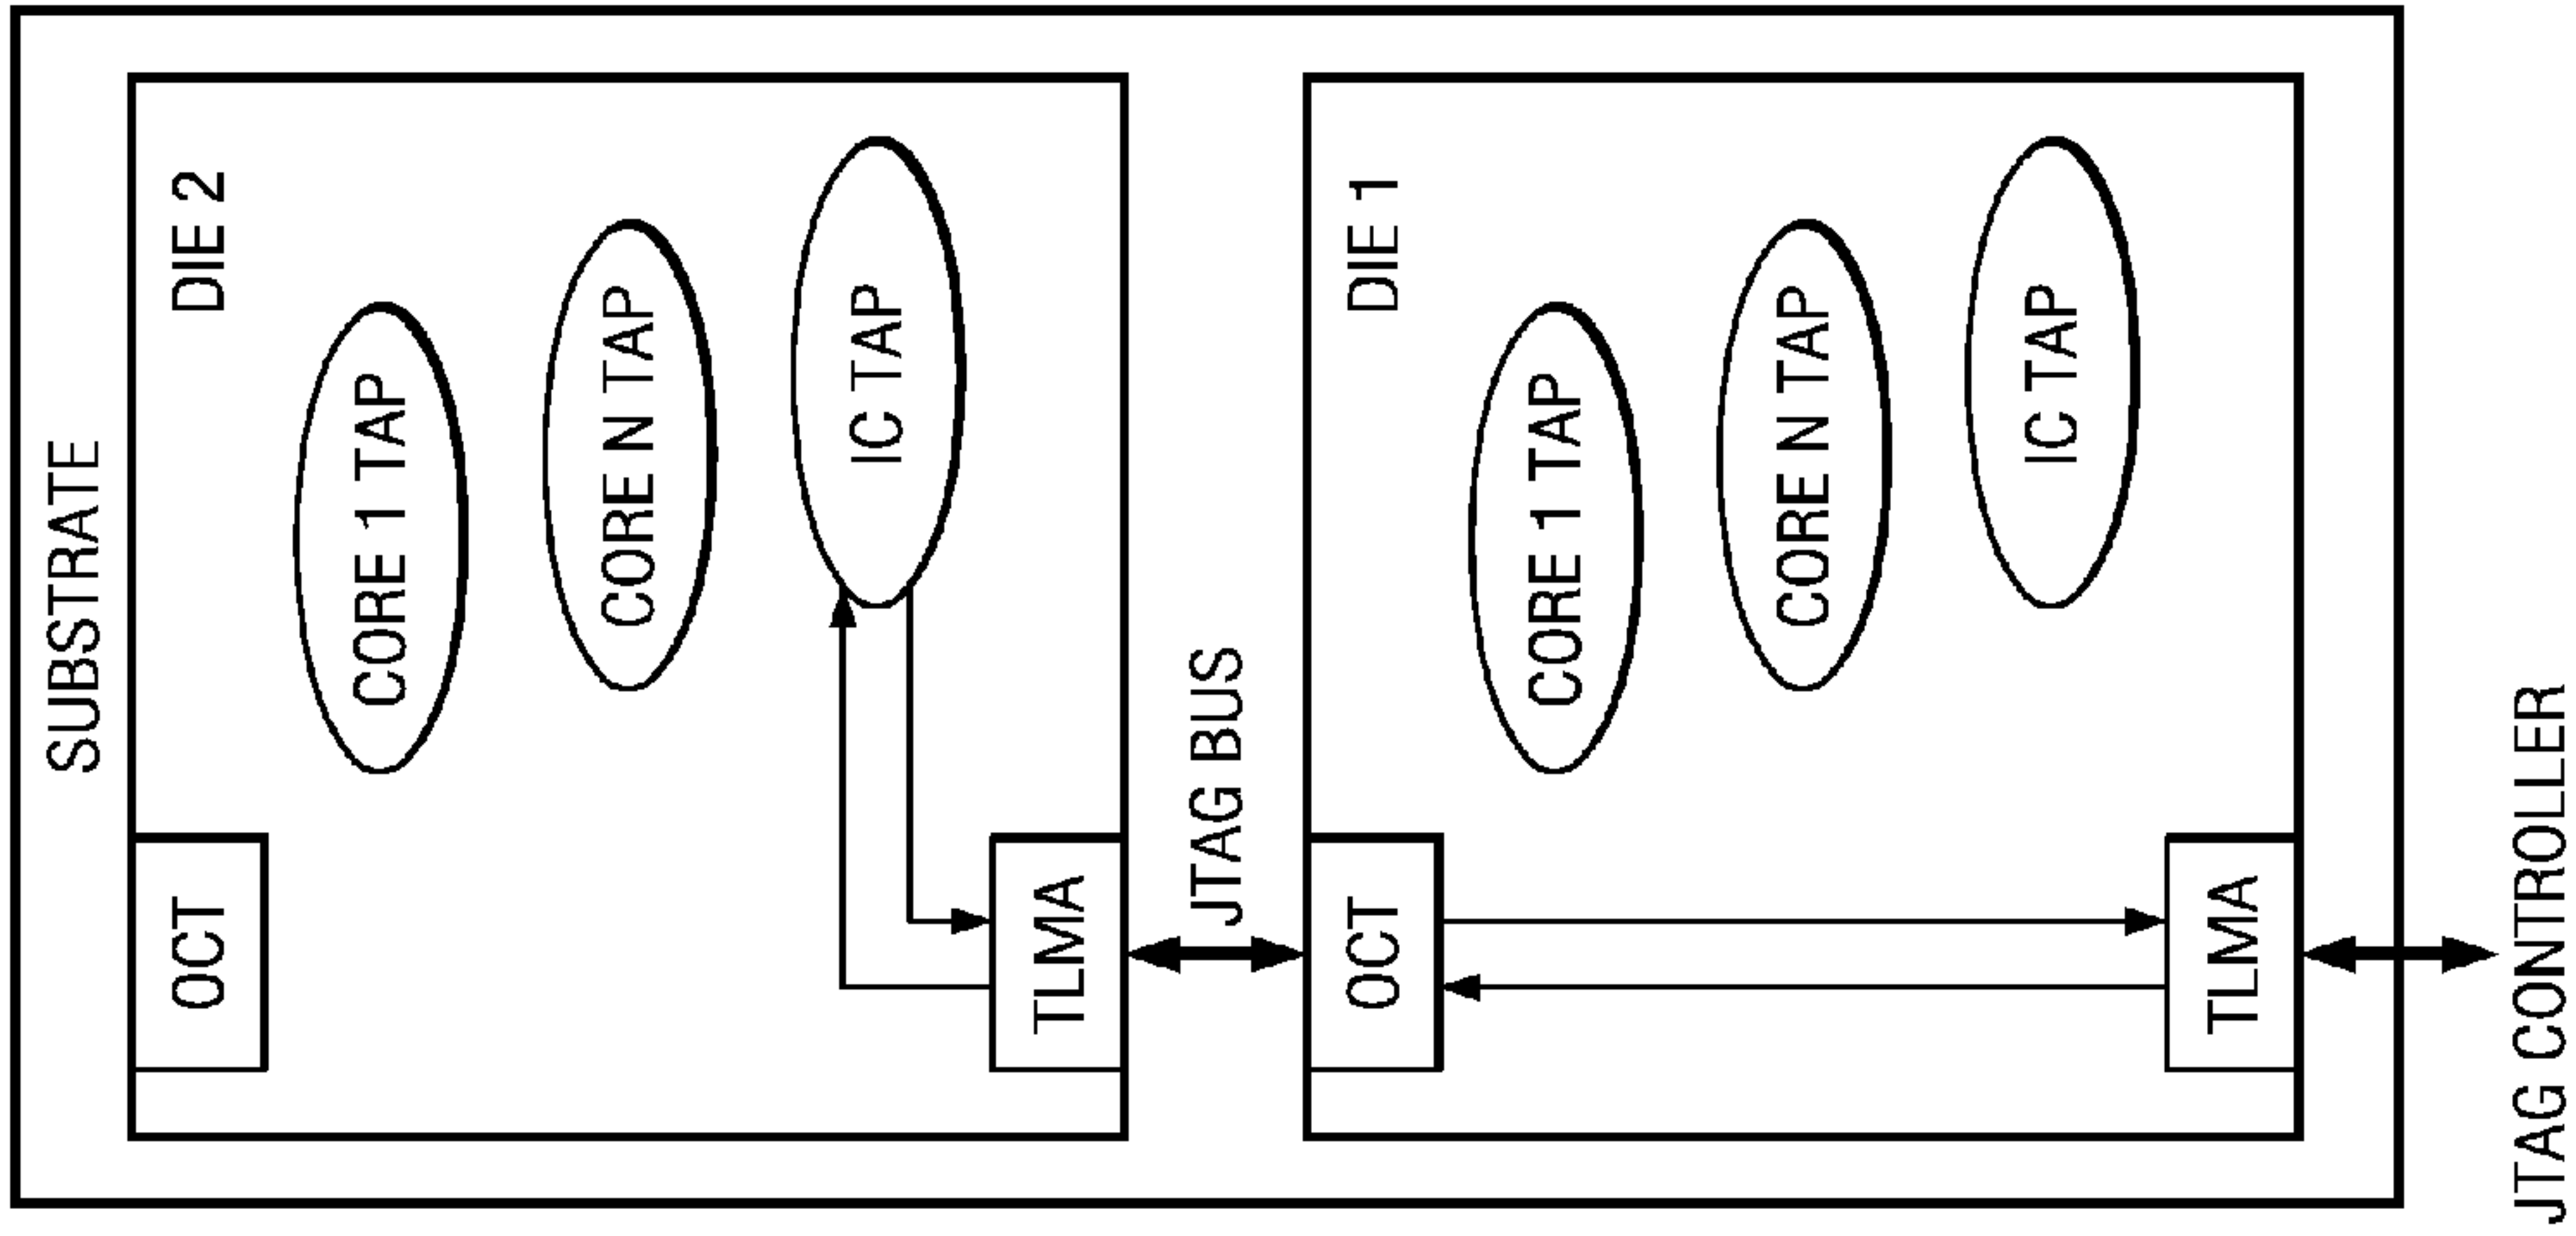 SUBSTRATE
DIE 2
OCT
CORE 1 TAP
CORE N TAP
IC TAP
TLMA
JTAG BUS
DIE 1
OCT
CORE 1 TAP
CORE N TAP
IC TAP
TLMA
JTAG CONTROLLER